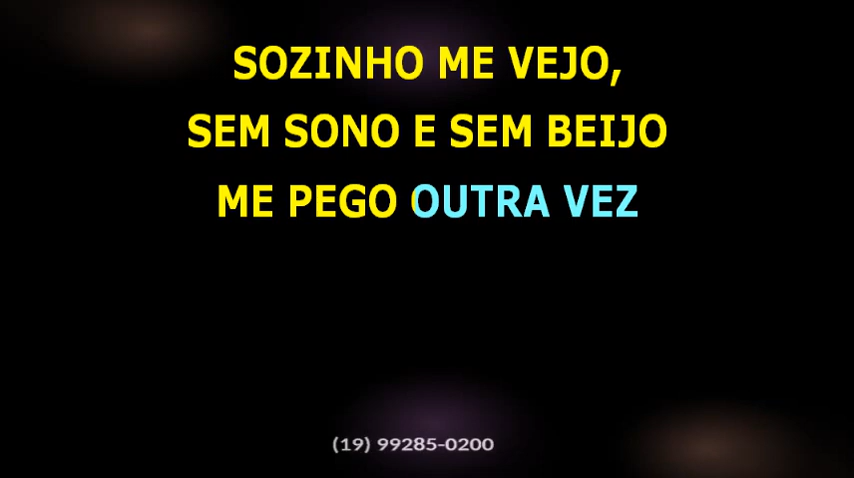 SOZINHO ME VEJO,
SEM SONO E SEM BEIJO
ME PEGO OUTRA VEZ
(19) 99285-0200